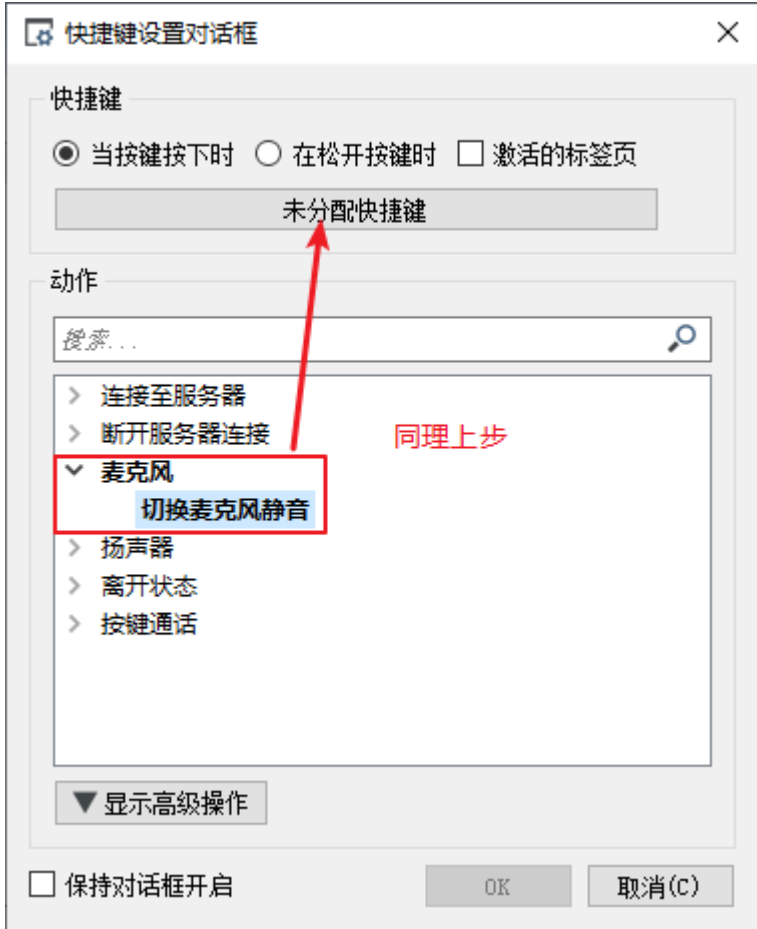 快捷键设置对话框
快捷键
当按键按下时 在松开按键时 激活的标签页
未分配快捷键
动作
搜索...
连接至服务器
断开服务器连接
同理上步
麦克风
切换麦克风静音
扬声器
离开状态
按键通话
▼显示高级操作
保持对话框开启
OK
取消(C)